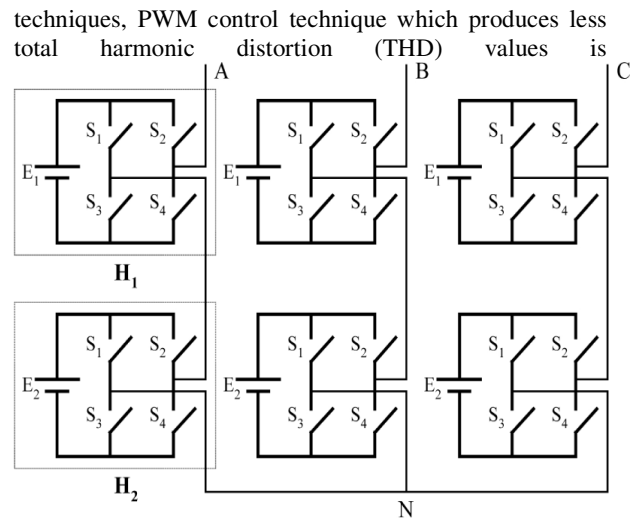 techniques, PWM control technique which produces less
total harmonic distortion (THD) values is
A B C
S1 S2 S1 S2 S1 S2
E1 E1 E1
S3 S4 S3 S4 S3 S4
H1
S1 S2 S1 S2 S1 S2
E2 E2 E2
S3 S4 S3 S4 S3 S4
H2
N